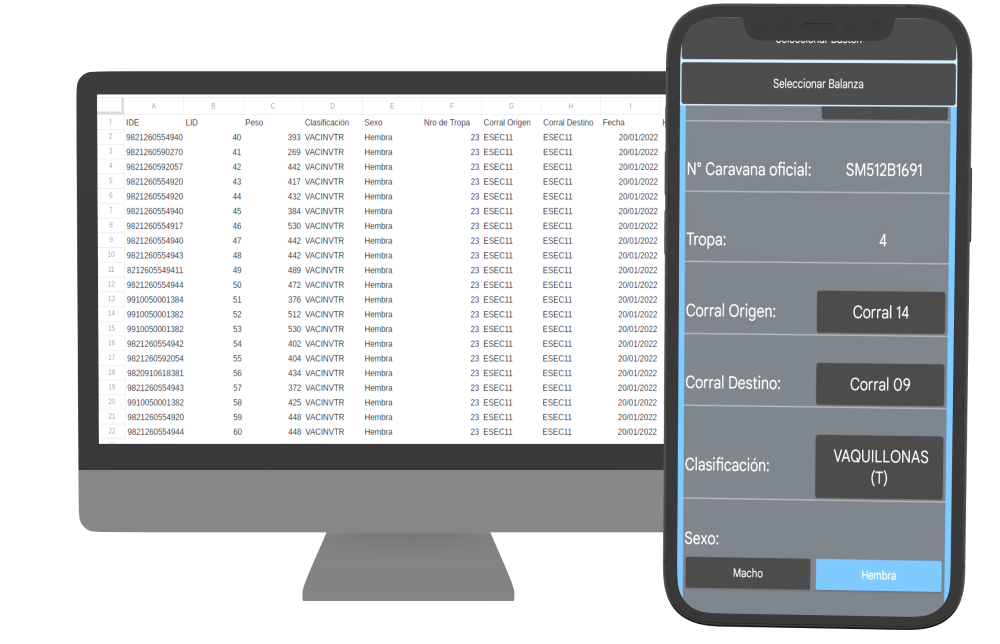 A B C D E F G H I
1 IDE LID Peso Clasificación Sexo Nro de Tropa Corral Origen Corral Destino Fecha
2 9821260554940 40 393 VACINVTR Hembra 23 ESEC11 ESEC11 20/01/2022
3 9821260590270 41 269 VACINVTR Hembra 23 ESEC11 ESEC11 20/01/2022
4 9821260592057 42 442 VACINVTR Hembra 23 ESEC11 ESEC11 20/01/2022
5 9821260554920 43 417 VACINVTR Hembra 23 ESEC11 ESEC11 20/01/2022
6 9821260554920 44 432 VACINVTR Hembra 23 ESEC11 ESEC11 20/01/2022
7 9821260554940 45 384 VACINVTR Hembra 23 ESEC11 ESEC11 20/01/2022
8 9821260554917 46 530 VACINVTR Hembra 23 ESEC11 ESEC11 20/01/2022
9 9821260554940 47 442 VACINVTR Hembra 23 ESEC11 ESEC11 20/01/2022
10 9821260554943 48 442 VACINVTR Hembra 23 ESEC11 ESEC11 20/01/2022
11 8212605549411 49 489 VACINVTR Hembra 23 ESEC11 ESEC11 20/01/2022
12 9821260554944 50 472 VACINVTR Hembra 23 ESEC11 ESEC11 20/01/2022
13 9910050001384 51 376 VACINVTR Hembra 23 ESEC11 ESEC11 20/01/2022
14 9910050001382 52 512 VACINVTR Hembra 23 ESEC11 ESEC11 20/01/2022
15 9910050001382 53 530 VACINVTR Hembra 23 ESEC11 ESEC11 20/01/2022
16 9821260554942 54 402 VACINVTR Hembra 23 ESEC11 ESEC11 20/01/2022
17 9821260592054 55 404 VACINVTR Hembra 23 ESEC11 ESEC11 20/01/2022
18 9820910618381 56 434 VACINVTR Hembra 23 ESEC11 ESEC11 20/01/2022
19 9821260554943 57 372 VACINVTR Hembra 23 ESEC11 ESEC11 20/01/2022
20 9910050001382 58 425 VACINVTR Hembra 23 ESEC11 ESEC11 20/01/2022
21 9821260554920 59 448 VACINVTR Hembra 23 ESEC11 ESEC11 20/01/2022
22 9821260554944 60 448 VACINVTR Hembra 23 ESEC11 ESEC11 20/01/2022
Seleccionar Bastón
Seleccionar Balanza
N° Caravana oficial: SM512B1691
Tropa: 4
Corral Origen: Corral 14
Corral Destino: Corral 09
Clasificación: VAQUILLONAS
(T)
Sexo:
Macho Hembra